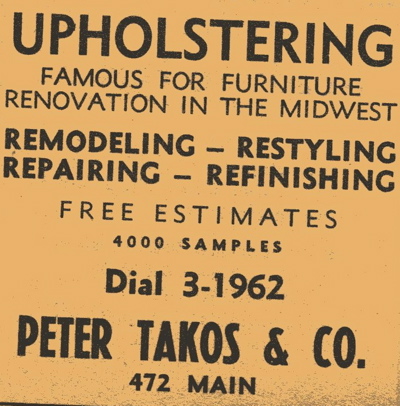 UPHOLSTERING
FAMOUS FOR FURNITURE
RENOVATION IN THE MIDWEST
REMODELING – RESTYLING
REPAIRING – REFINISHING
FREE ESTIMATES
4000 SAMPLES
Dial 3-1962
PETER TAKOS & CO.
472 MAIN